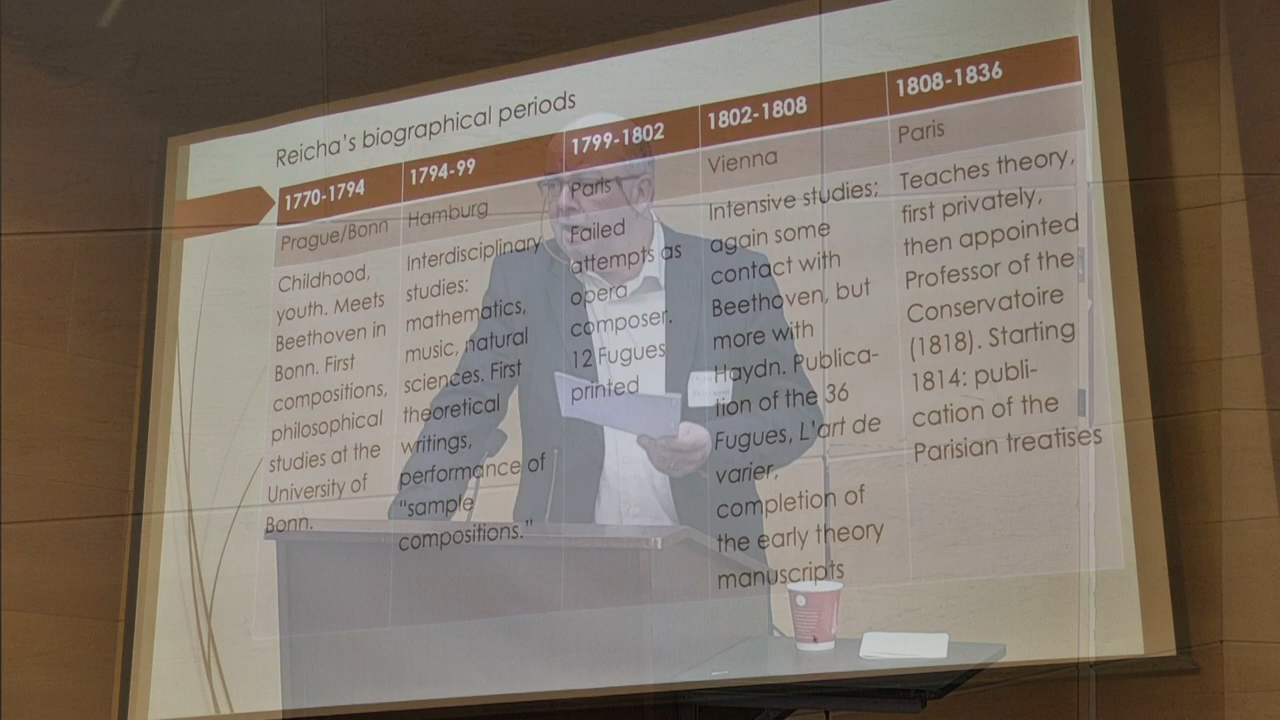 Reicha's biographical periods
1770-1794
Prague/Bonn
Childhood,
youth. Meets
Beethoven in
Bonn. First
compositions,
philosophical
studies at the
University of
Bonn.
1794-99
Hamburg
Interdisciplinary
studies:
mathematics,
music, natural
sciences. First
theoretical
writings,
performance of
"sample
compositions."
1799-1802
Paris
Failed
attempts as
opera
composer.
12 Fugues
printed
1802-1808
Vienna
Intensive studies;
again some
contact with
Beethoven, but
more with
Haydn. Publica-
tion of the 36
Fugues, L'art de
varier,
completion of
the early theory
manuscripts
1808-1836
Paris
Teaches theory,
first privately,
then appointed
Professor of the
Conservatoire
(1818). Starting
1814: publi-
cation of the
Parisian treatises